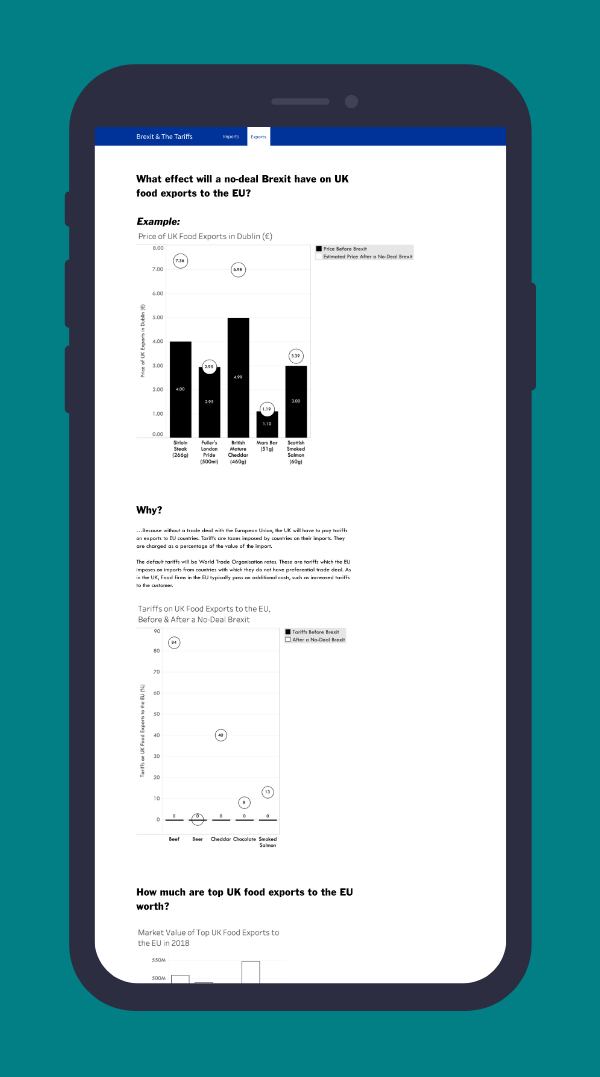 Brexit & The Tariffs
Imports
Exports
What effect will a no-deal Brexit have on UK
food exports to the EU?
Example:
Price of UK Food Exports in Dublin (€)
Price Before Brexit
Estimated Price After a No-Deal Brexit
Price of UK Exports in Dublin (€)
8.00
7.00
6.00
5.00
4.00
3.00
2.00
1.00
0.00
7.36
6.98
3.39
1.19
4.00
4.99
3.00
Sirloin Steak (266g)
Fuller's London Pride (500ml)
British Mature Cheddar (460g)
Mars Bar (51g)
Scottish Smoked Salmon (60g)
Why?
...Because without a trade deal with the European Union, the UK will have to pay tariffs
on exports to EU countries. Tariffs are taxes imposed by countries on their imports. They
are charged as a percentage of the value of the import.
The default tariffs will be World Trade Organisation rates. These are tariffs which the EU
imposes on imports from countries with which they do not have preferential trade deal. As
in the UK, Food firms in the EU typically pass on additional costs, such as increased tariffs
to the customer.
Tariffs on UK Food Exports to the EU,
Before & After a No-Deal Brexit
Tariffs Before Brexit
After a No-Deal Brexit
Tariffs on UK Food Exports to the EU (%)
90
80
70
60
50
40
30
20
10
0
84
40
8
13
0
0
0
0
0
Beef
Beer
Cheddar
Chocolate
Smoked Salmon
How much are top UK food exports to the EU
worth?
Market Value of Top UK Food Exports to
the EU in 2018
550M
500M